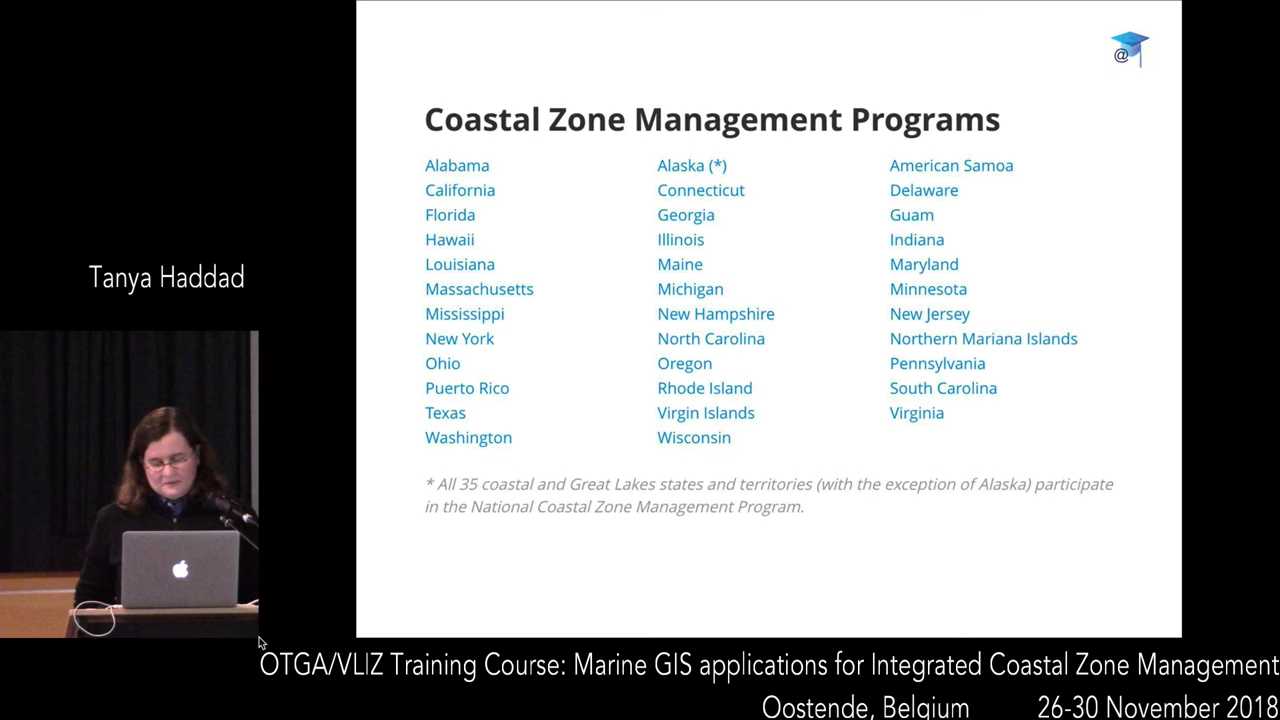 @
Coastal Zone Management Programs
Alabama Alaska (*) American Samoa
California Connecticut Delaware
Florida Georgia Guam
Hawaii Illinois Indiana
Louisiana Maine Maryland
Massachusetts Michigan Minnesota
Mississippi New Hampshire New Jersey
New York North Carolina Northern Mariana Islands
Ohio Oregon Pennsylvania
Puerto Rico Rhode Island South Carolina
Texas Virgin Islands Virginia
Washington Wisconsin
* All 35 coastal and Great Lakes states and territories (with the exception of Alaska) participate
in the National Coastal Zone Management Program.
Tanya Haddad
OTGA/VLIZ Training Course: Marine GIS applications for Integrated Coastal Zone Management
Oostende, Belgium 26-30 November 2018